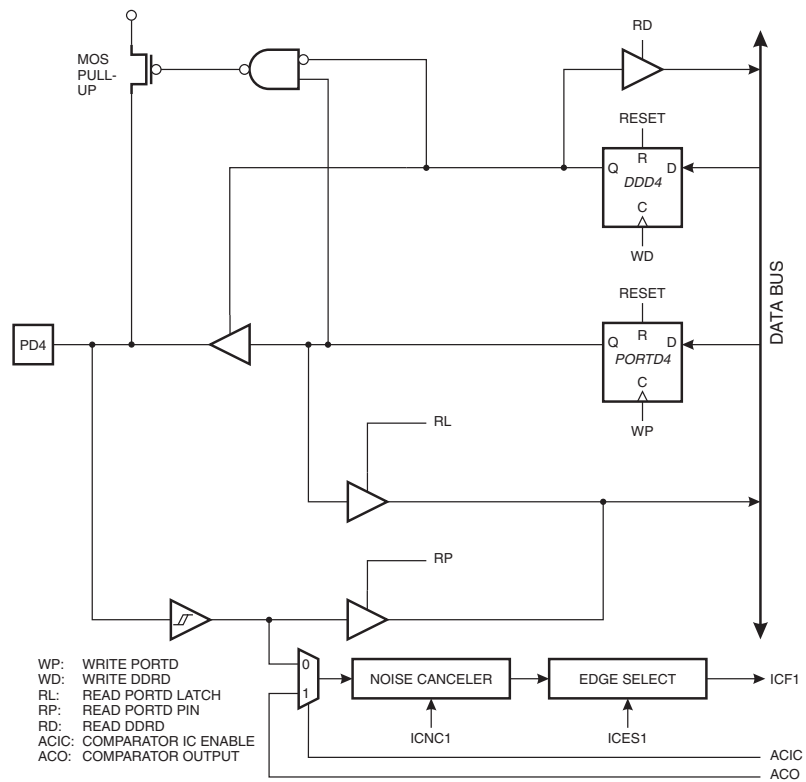 RD
MOS
PULL-
UP
RESET
R
Q
D
DDD4
C
WD
DATA BUS
RESET
R
Q
D
PD4
PORTD4
C
WP
RL
RP
WP: WRITE PORTD
WD: WRITE DDRD
RL: READ PORTD LATCH
RP: READ PORTD PIN
RD: READ DDRD
ACIC: COMPARATOR IC ENABLE
ACO: COMPARATOR OUTPUT
0
1
NOISE CANCELER
EDGE SELECT
ICF1
ICNC1
ICES1
ACIC
ACO